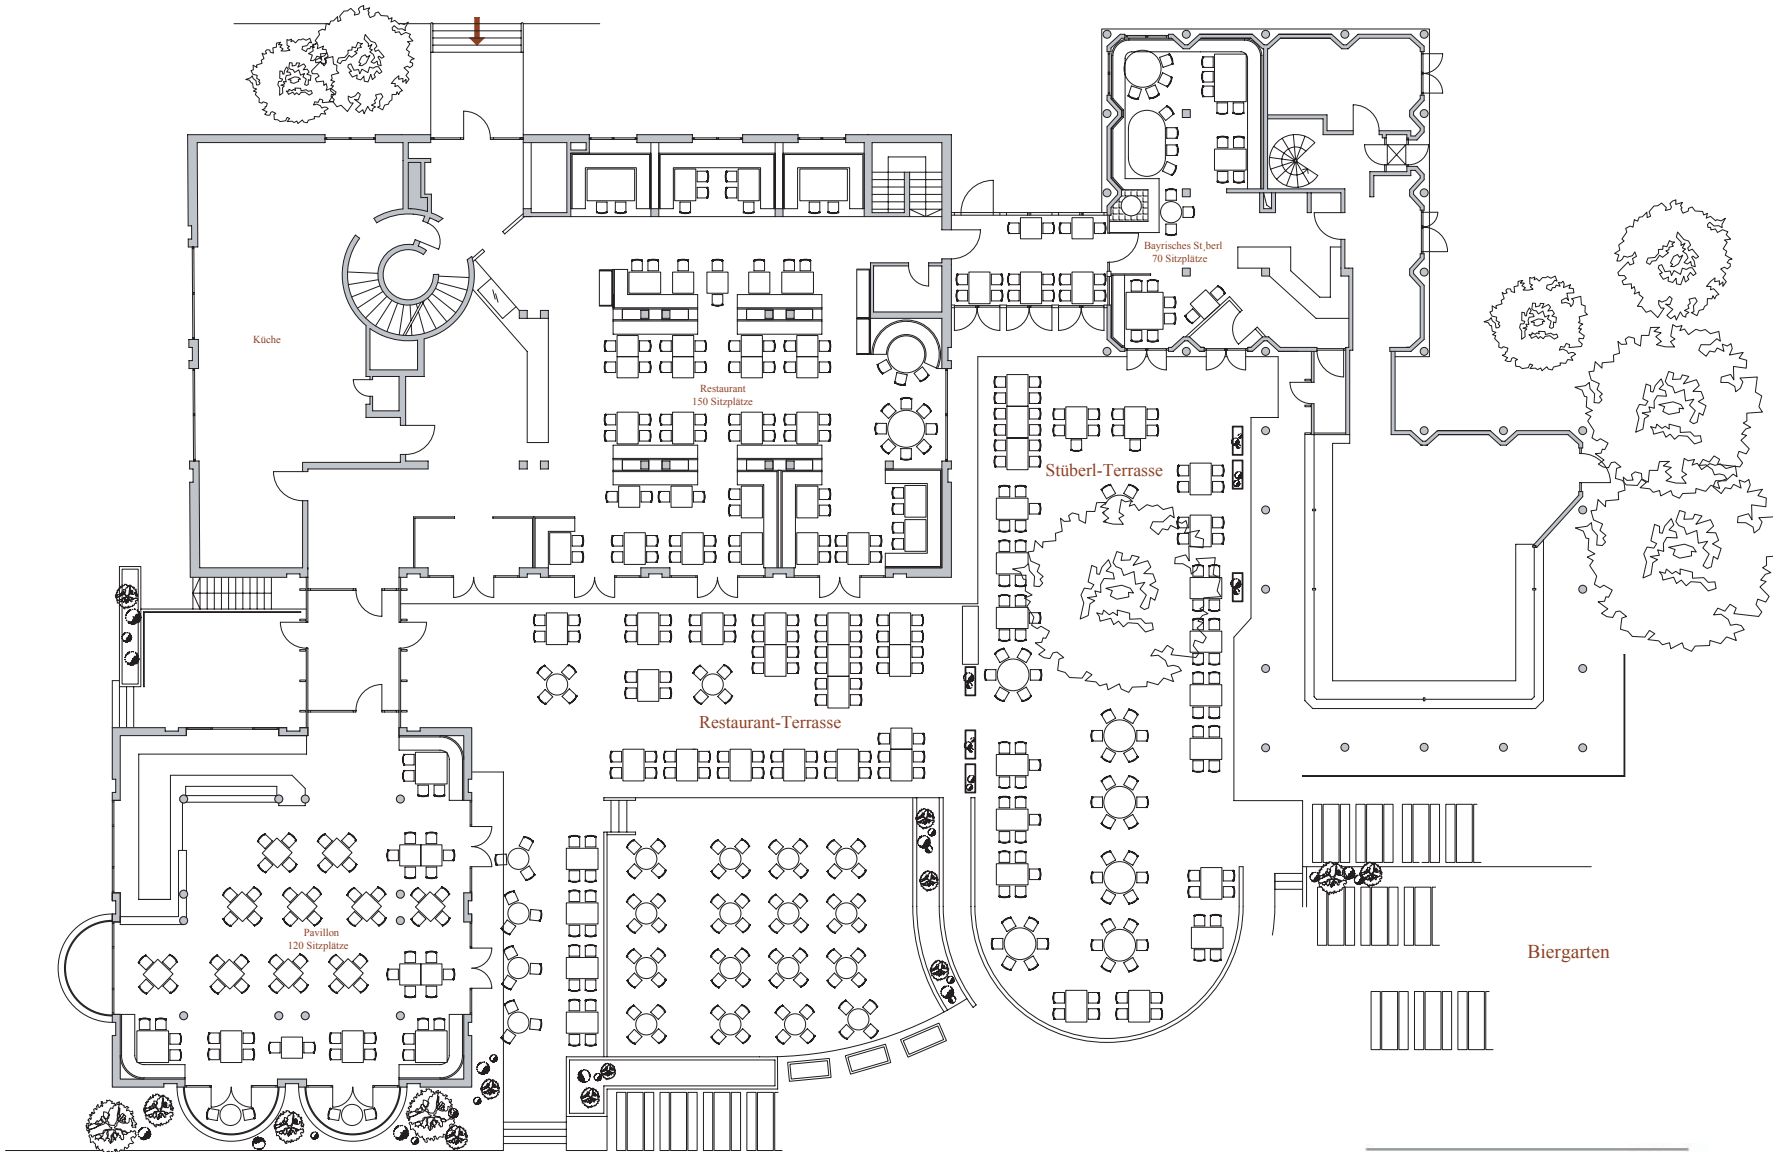 Bayrisches St¸berl
70 Sitzplätze
Küche
Restaurant
150 Sitzplätze
Stüberl-Terrasse
Restaurant-Terrasse
Pavillon
120 Sitzplätze
Biergarten